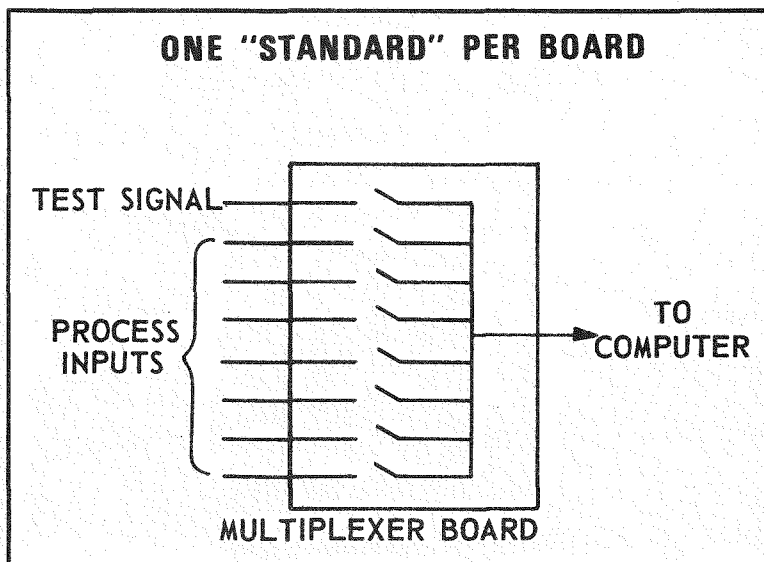 ONE "STANDARD" PER BOARD
TEST SIGNAL
PROCESS
INPUTS
TO
COMPUTER
MULTIPLEXER BOARD